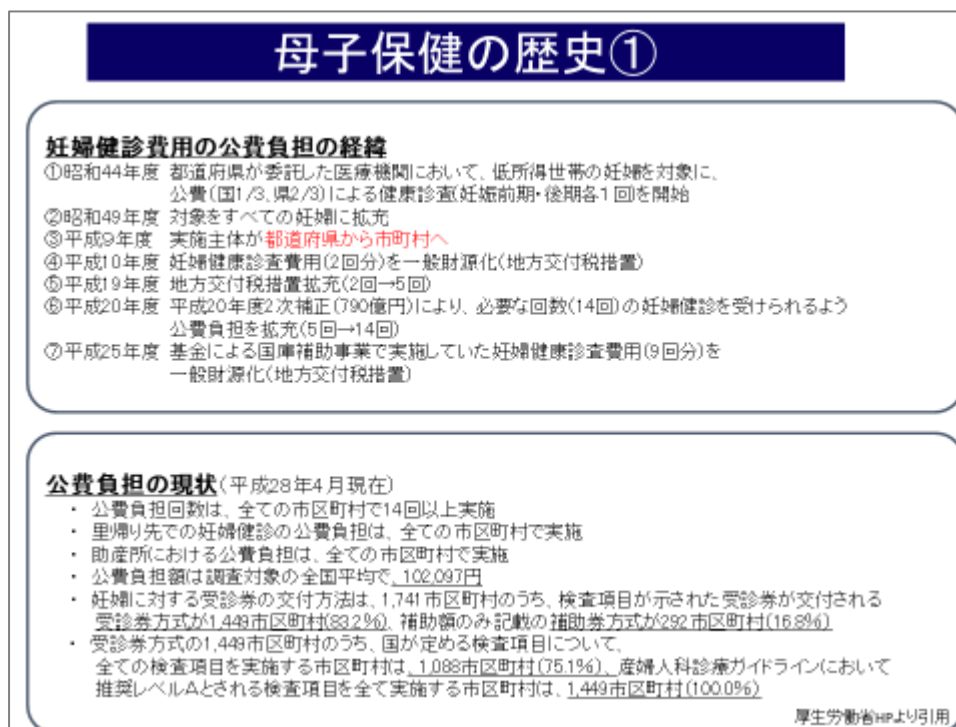 母子保健の歴史①
妊婦健診費用の公費負担の経緯
①昭和44年度 都道府県が委託した医療機関において、低所得世帯の妊婦を対象に、
公費(国1/3、県2/3)による健康診査(妊娠前期・後期各1回)を開始
②昭和49年度 対象をすべての妊婦に拡充
③平成9年度 実施主体が都道府県から市町村へ
④平成10年度 妊婦健康診査費用(2回分)を一般財源化(地方交付税措置)
⑤平成19年度 地方交付税措置拡充(2回→5回)
⑥平成20年度 平成20年度2次補正(790億円)により、必要な回数(14回)の妊婦健診を受けられるよう
公費負担を拡充(5回→14回)
⑦平成25年度 基金による国庫補助事業で実施していた妊婦健康診査費用(9回分)を
一般財源化(地方交付税措置)
公費負担の現状(平成28年4月現在)
・ 公費負担回数は、全ての市区町村で14回以上実施
・ 里帰り先での妊婦健診の公費負担は、全ての市区町村で実施
・ 助産所における公費負担は、全ての市区町村で実施
・ 公費負担額は調査対象の全国平均で、102,097円
・ 妊婦に対する受診券の交付方法は、1,741市区町村のうち、検査項目が示された受診券が交付される
受診券方式が1,449市区町村(83.2%)、補助額のみ記載の補助券方式が292市区町村(16.8%)
・ 受診券方式の1,449市区町村のうち、国が定める検査項目について、
全ての検査項目を実施する市区町村は、1,088市区町村(75.1%)、産婦人科診療ガイドラインにおいて
推奨レベルAとされる検査項目を全て実施する市区町村は、1,449市区町村(100.0%)
厚生労働省HPより引用